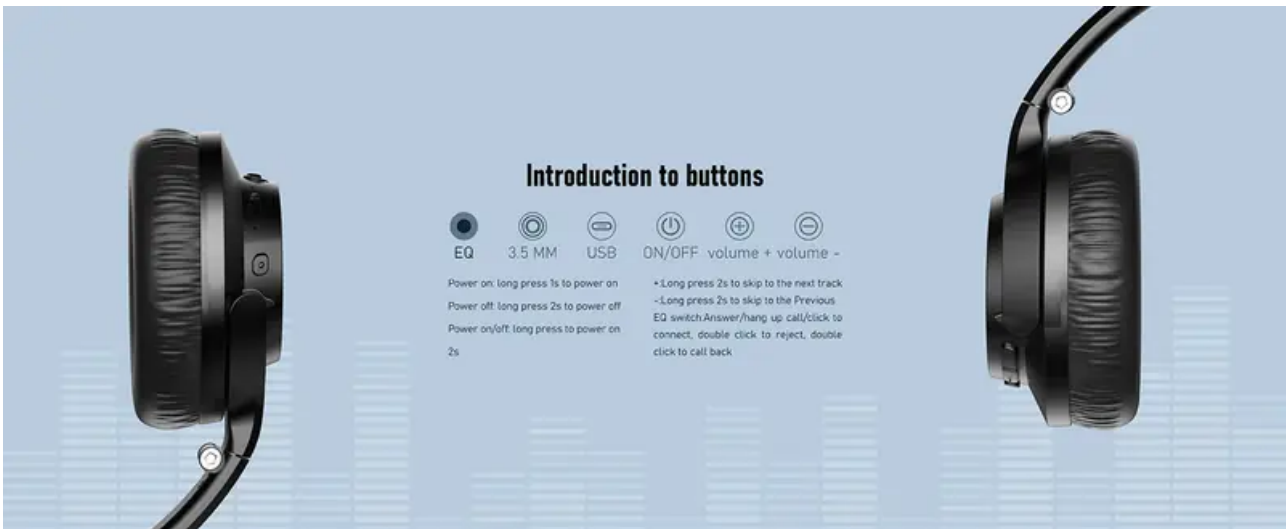 Introduction to buttons
EQ 3.5 MM USB ON/OFF volume + volume -
Power on: long press 1s to power on
Power off: long press 2s to power off
Power on/off: long press to power on
2s
+:Long press 2s to skip to the next track
-:Long press 2s to skip to the Previous
EQ switch:Answer/hang up call/click to
connect, double click to reject, double
click to call back